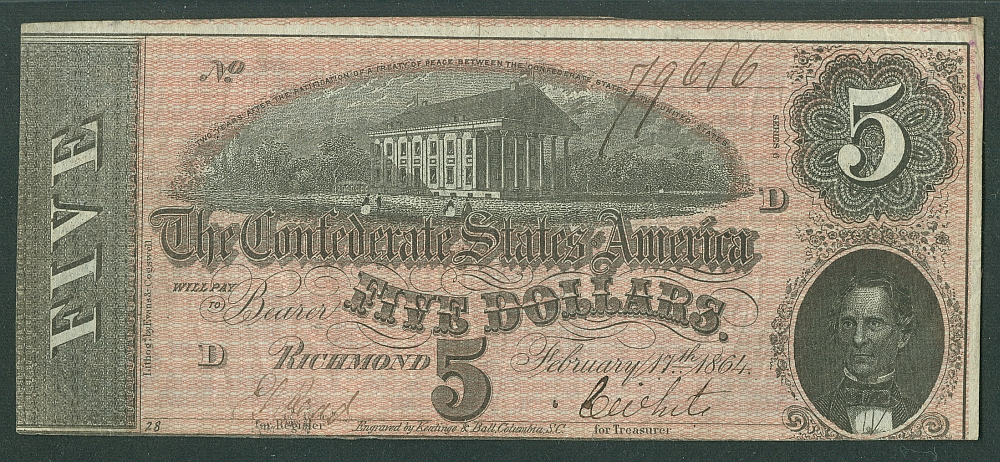 FIVE
No 79686
TWO YEARS AFTER THE RATIFICATION OF A TREATY OF PEACE BETWEEN THE CONFEDERATE STATES & THE UNITED STATES
SERIES 6
5
D
The Confederate States of America
WILL PAY
TO Bearer FIVE DOLLARS.
D RICHMOND 5 February 17th 1864.
C White
for Register Engraved by Keatinge & Ball, Columbia, S.C. for Treasurer
28
Lithog'd by Evans & Cogswell